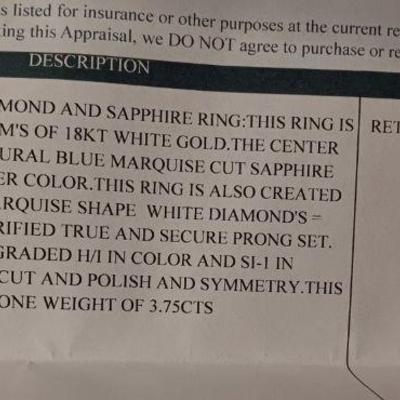 s listed for insurance or other purposes at the current re
king this Appraisal, we DO NOT agree to purchase or re
DESCRIPTION
MOND AND SAPPHIRE RING:THIS RING IS RET
M'S OF 18KT WHITE GOLD.THE CENTER
URAL BLUE MARQUISE CUT SAPPHIRE
ER COLOR.THIS RING IS ALSO CREATED
ARQUISE SHAPE WHITE DIAMOND'S =
RIFIED TRUE AND SECURE PRONG SET.
GRADED H/I IN COLOR AND SI-1 IN
CUT AND POLISH AND SYMMETRY.THIS
ONE WEIGHT OF 3.75CTS